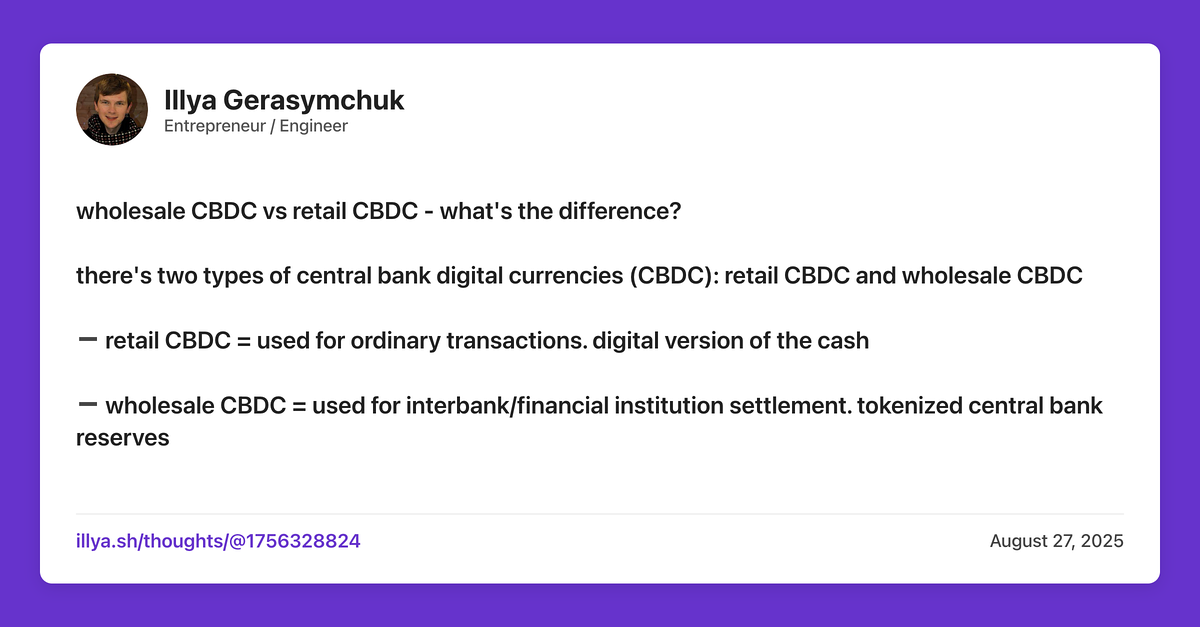 Illya Gerasymchuk
Entrepreneur / Engineer
wholesale CBDC vs retail CBDC - what's the difference?
there's two types of central bank digital currencies (CBDC): retail CBDC and wholesale CBDC
— retail CBDC = used for ordinary transactions. digital version of the cash
— wholesale CBDC = used for interbank/financial institution settlement. tokenized central bank
reserves
illya.sh/thoughts/@1756328824
August 27, 2025